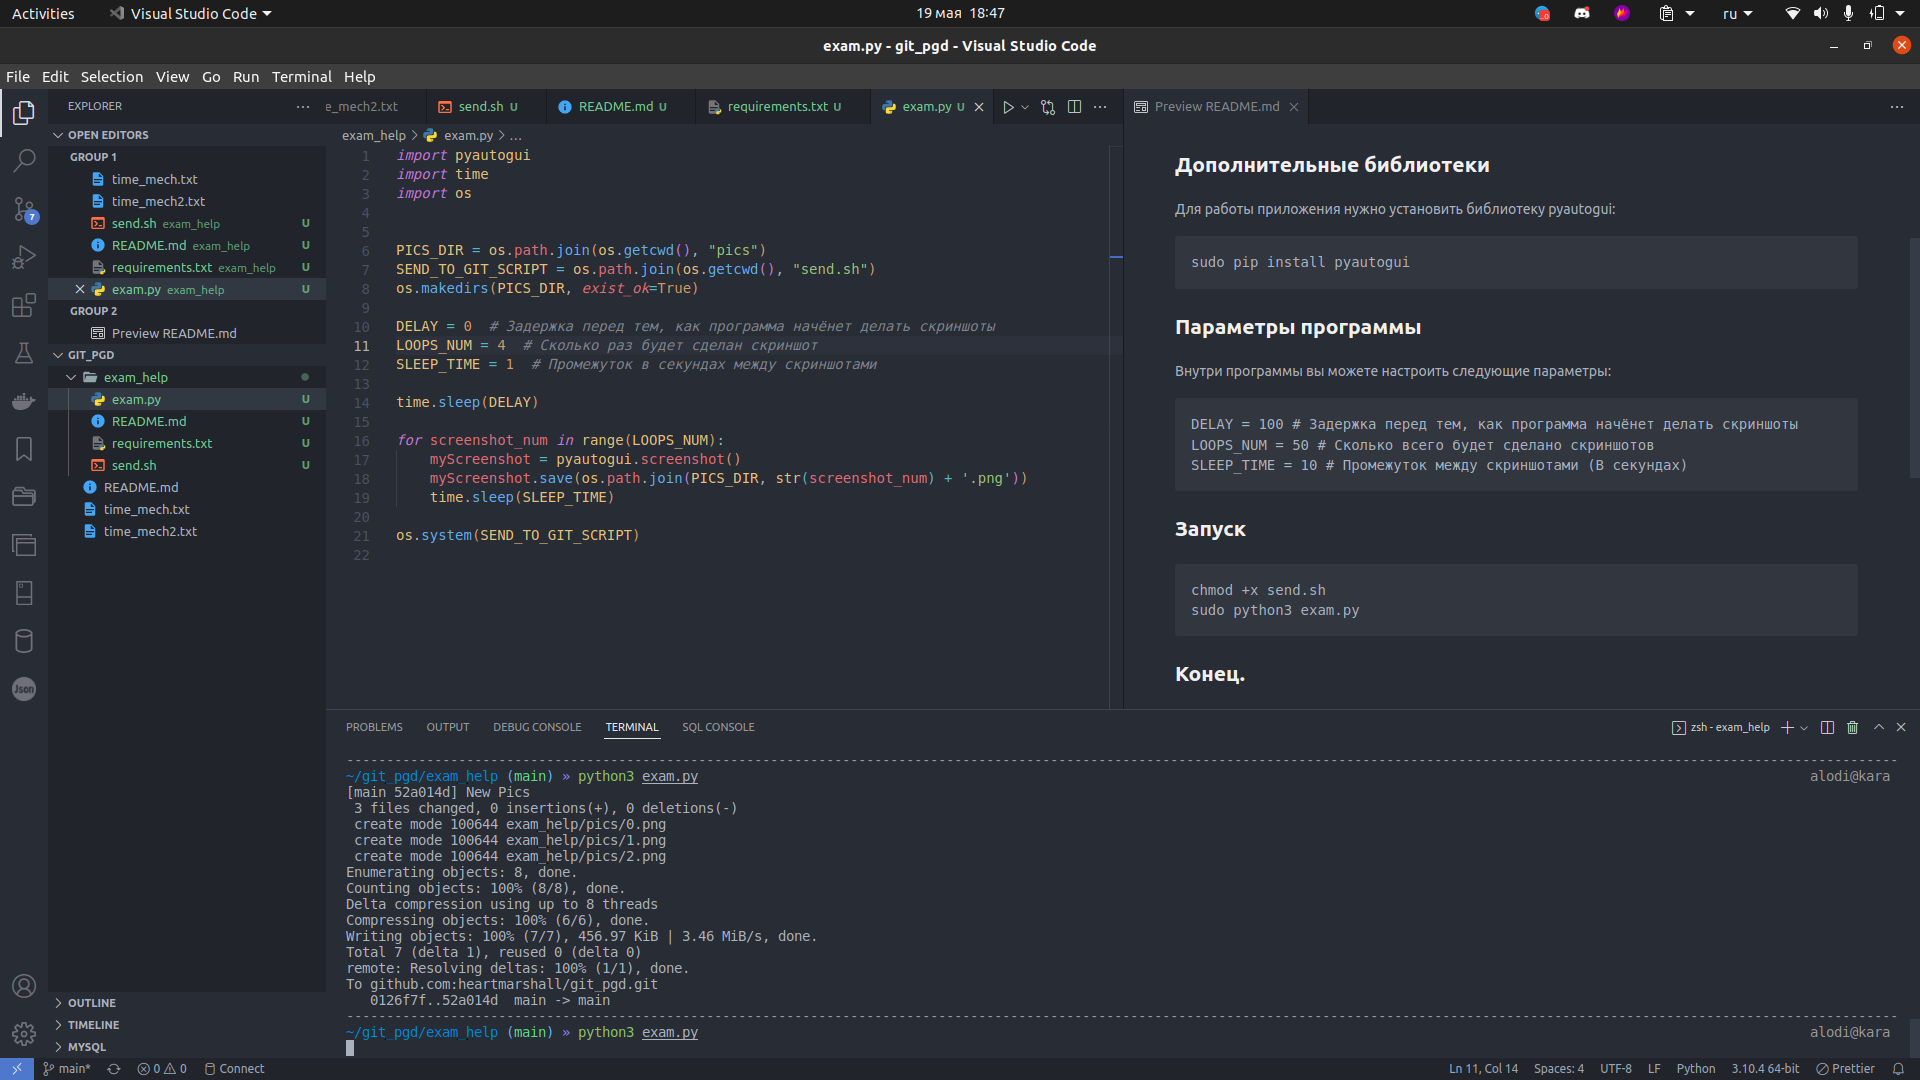 Activities
Visual Studio Code
19 мая 18:47
ru
exam.py - git_pgd - Visual Studio Code
File Edit Selection View Go Run Terminal Help
EXPLORER
OPEN EDITORS
GROUP 1
time_mech.txt
time_mech2.txt
send.sh exam_help U
README.md exam_help U
requirements.txt exam_help U
exam.py exam_help U
GROUP 2
Preview README.md
GIT_PGD
exam_help
exam.py U
README.md U
requirements.txt U
send.sh U
README.md
time_mech.txt
time_mech2.txt
OUTLINE
TIMELINE
MYSQL
7
Json
e_mech2.txt
send.sh U
README.md U
requirements.txt U
exam.py U
exam_help > exam.py > ...
1 import pyautogui
2 import time
3 import os
4
5
6 PICS_DIR = os.path.join(os.getcwd(), "pics")
7 SEND_TO_GIT_SCRIPT = os.path.join(os.getcwd(), "send.sh")
8 os.makedirs(PICS_DIR, exist_ok=True)
9
10 DELAY = 0 # Задержка перед тем, как программа начёнет делать скриншоты
11 LOOPS_NUM = 4 # Сколько раз будет сделан скриншот
12 SLEEP_TIME = 1 # Промежуток в секундах между скриншотами
13
14 time.sleep(DELAY)
15
16 for screenshot_num in range(LOOPS_NUM):
17 myScreenshot = pyautogui.screenshot()
18 myScreenshot.save(os.path.join(PICS_DIR, str(screenshot_num) + '.png'))
19 time.sleep(SLEEP_TIME)
20
21 os.system(SEND_TO_GIT_SCRIPT)
22
Preview README.md
Дополнительные библиотеки
Для работы приложения нужно установить библиотеку pyautogui:
sudo pip install pyautogui
Параметры программы
Внутри программы вы можете настроить следующие параметры:
DELAY = 100 # Задержка перед тем, как программа начёнет делать скриншоты
LOOPS_NUM = 50 # Сколько всего будет сделано скриншотов
SLEEP_TIME = 10 # Промежуток между скриншотами (В секундах)
Запуск
chmod +x send.sh
sudo python3 exam.py
Конец.
PROBLEMS OUTPUT DEBUG CONSOLE TERMINAL SQL CONSOLE
zsh - exam_help
~/git_pgd/exam_help (main) » python3 exam.py alodi@kara
[main 52a014d] New Pics
3 files changed, 0 insertions(+), 0 deletions(-)
create mode 100644 exam_help/pics/0.png
create mode 100644 exam_help/pics/1.png
create mode 100644 exam_help/pics/2.png
Enumerating objects: 8, done.
Counting objects: 100% (8/8), done.
Delta compression using up to 8 threads
Compressing objects: 100% (6/6), done.
Writing objects: 100% (7/7), 456.97 KiB | 3.46 MiB/s, done.
Total 7 (delta 1), reused 0 (delta 0)
remote: Resolving deltas: 100% (1/1), done.
To github.com:heartmarshall/git_pgd.git
0126f7f..52a014d main -> main
~/git_pgd/exam_help (main) » python3 exam.py alodi@kara
main* 0 0 Connect
Ln 11, Col 14 Spaces: 4 UTF-8 LF Python 3.10.4 64-bit Prettier